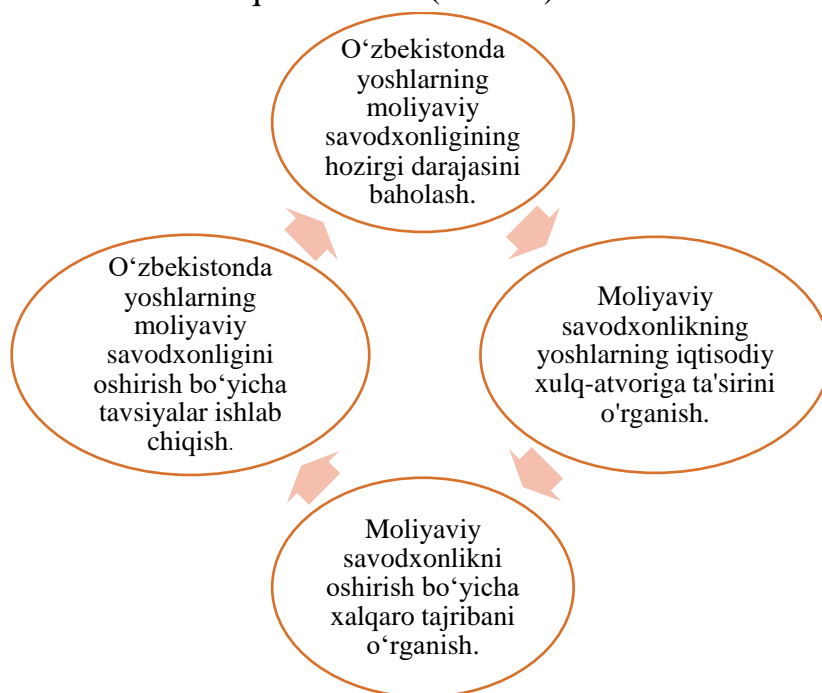 O‘zbekistonda
yoshlarning
moliyaviy
savodxonligining
hozirgi darajasini
baholash.
Moliyaviy
savodxonlikning
yoshlarning iqtisodiy
xulq-atvoriga ta'sirini
o'rganish.
Moliyaviy
savodxonlikni
oshirish bo‘yicha
xalqaro tajribani
o‘rganish.
O‘zbekistonda
yoshlarning
moliyaviy
savodxonligini
oshirish bo‘yicha
tavsiyalar ishlab
chiqish.